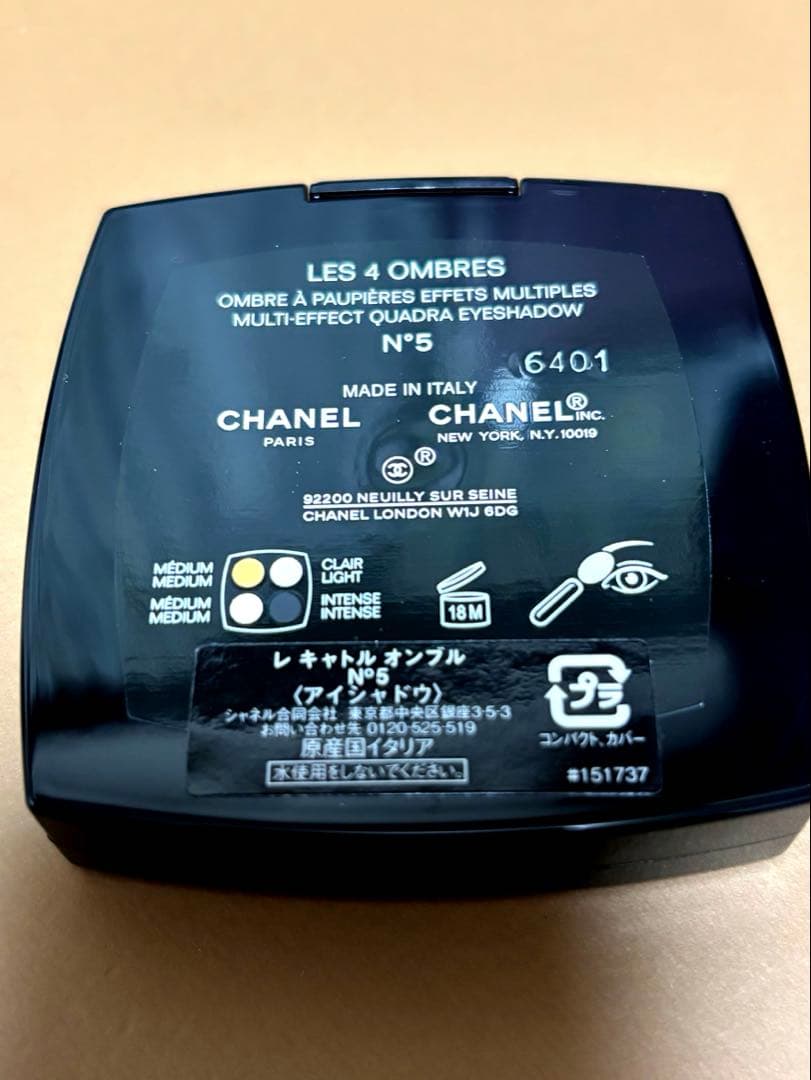 LES 4 OMBRES
OMBRE À PAUPIÈRES EFFETS MULTIPLES
MULTI-EFFECT QUADRA EYESHADOW
N°5
6401
MADE IN ITALY
CHANEL
PARIS
CHANEL® INC.
NEW YORK, N.Y. 10019
®
92200 NEUILLY SUR SEINE
CHANEL LONDON W1J 6DG
MÉDIUM
MEDIUM
CLAIR
LIGHT
MÉDIUM
MEDIUM
INTENSE
INTENSE
18M
レ キャトル オンブル
N°5
〈アイシャドウ〉
シャネル合同会社 東京都中央区銀座3-5-3
お問い合わせ先 0120-525-519
原産国イタリア
水使用をしないでください。
プラ
コンパクト、カバー
#151737